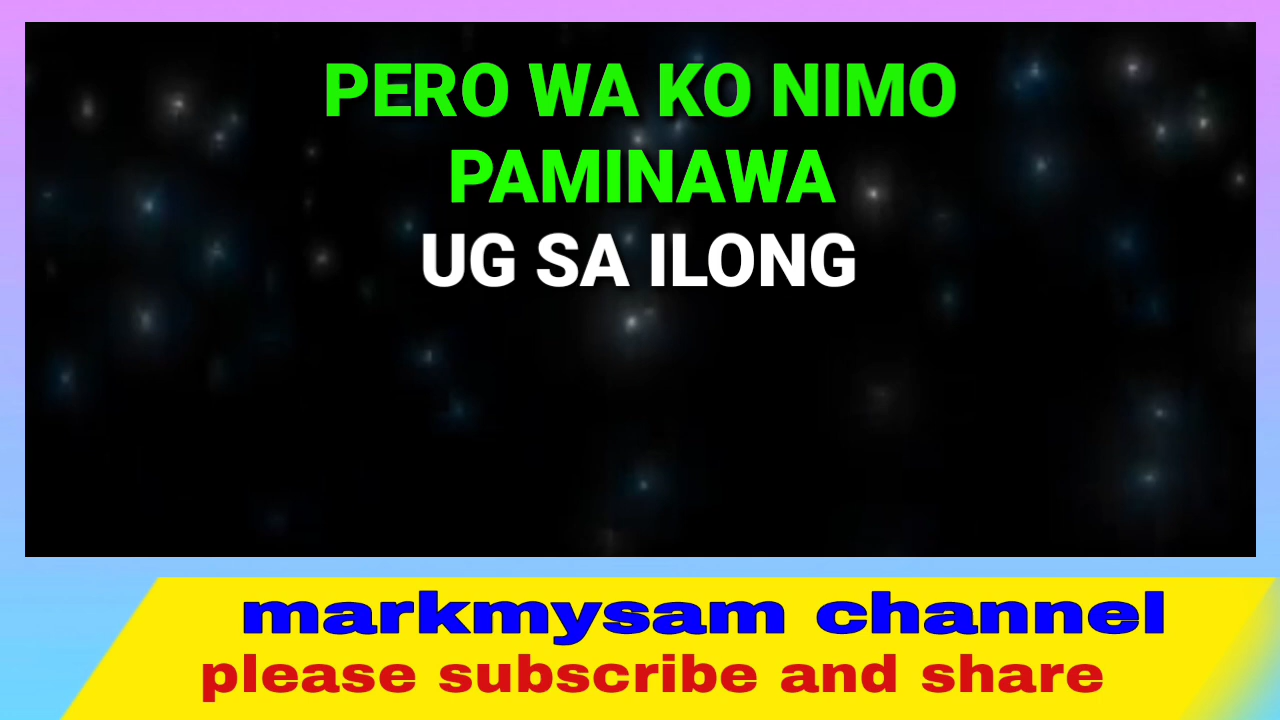 PERO WA KO NIMO
PAMINAWA
UG SA ILONG
markmysam channel
please subscribe and share